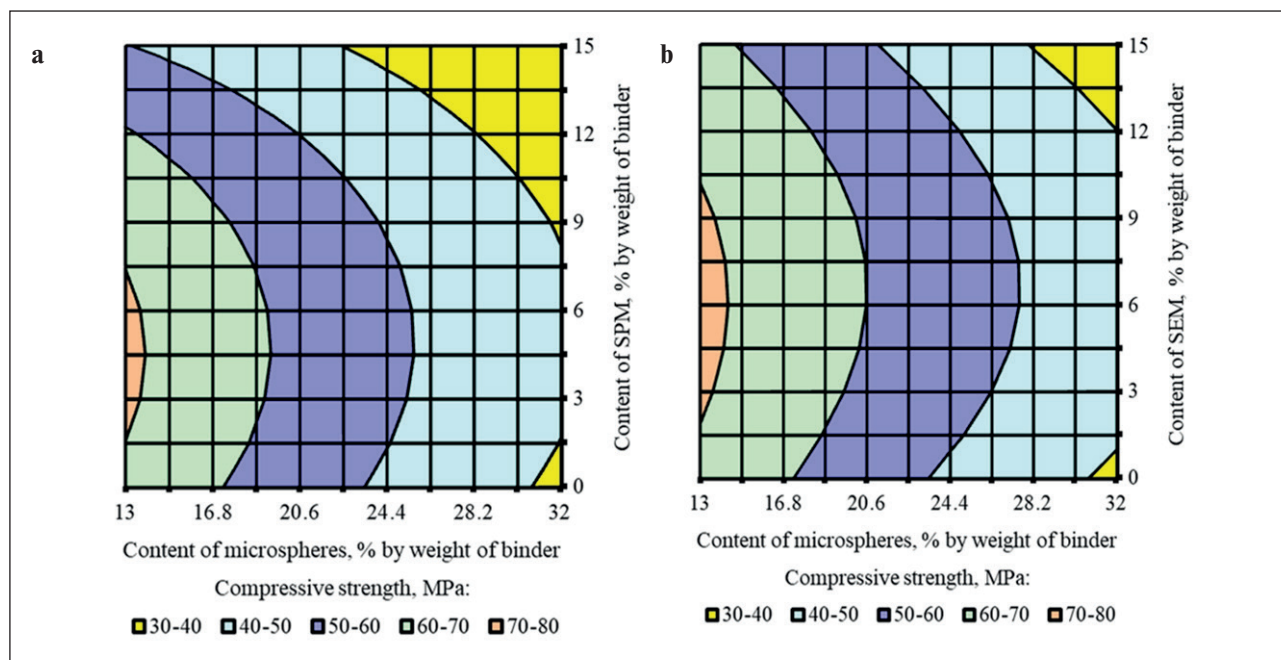 a
15
12
9
6
3
0
Content of SPM, % by weight of binder
13 16.8 20.6 24.4 28.2 32
Content of microspheres, % by weight of binder
Compressive strength, MPa:
30-40 40-50 50-60 60-70 70-80
b
15
12
9
6
3
0
Content of SEM, % by weight of binder
13 16.8 20.6 24.4 28.2 32
Content of microspheres, % by weight of binder
Compressive strength, MPa:
30-40 40-50 50-60 60-70 70-80